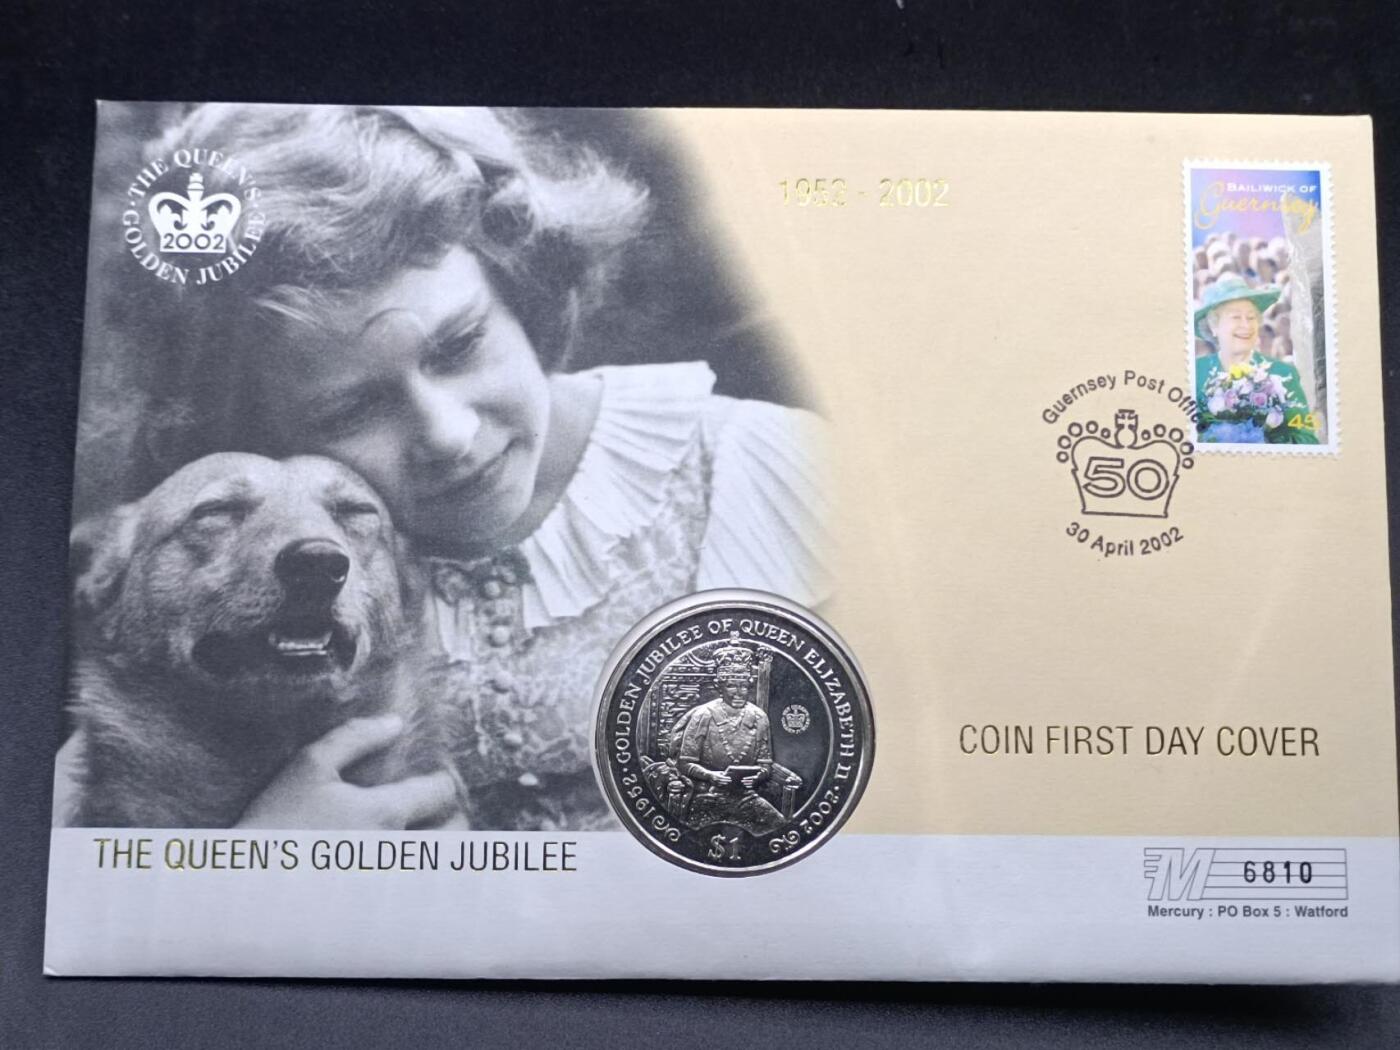 THE QUEEN'S
GOLDEN JUBILEE
2002
1952 - 2002
BAILIWICK OF
Guernsey
45
Guernsey Post Office
50
30 April 2002
1952 · GOLDEN JUBILEE OF QUEEN ELIZABETH II · 2002
$1
COIN FIRST DAY COVER
THE QUEEN'S GOLDEN JUBILEE
M
6810
Mercury : PO Box 5 : Watford